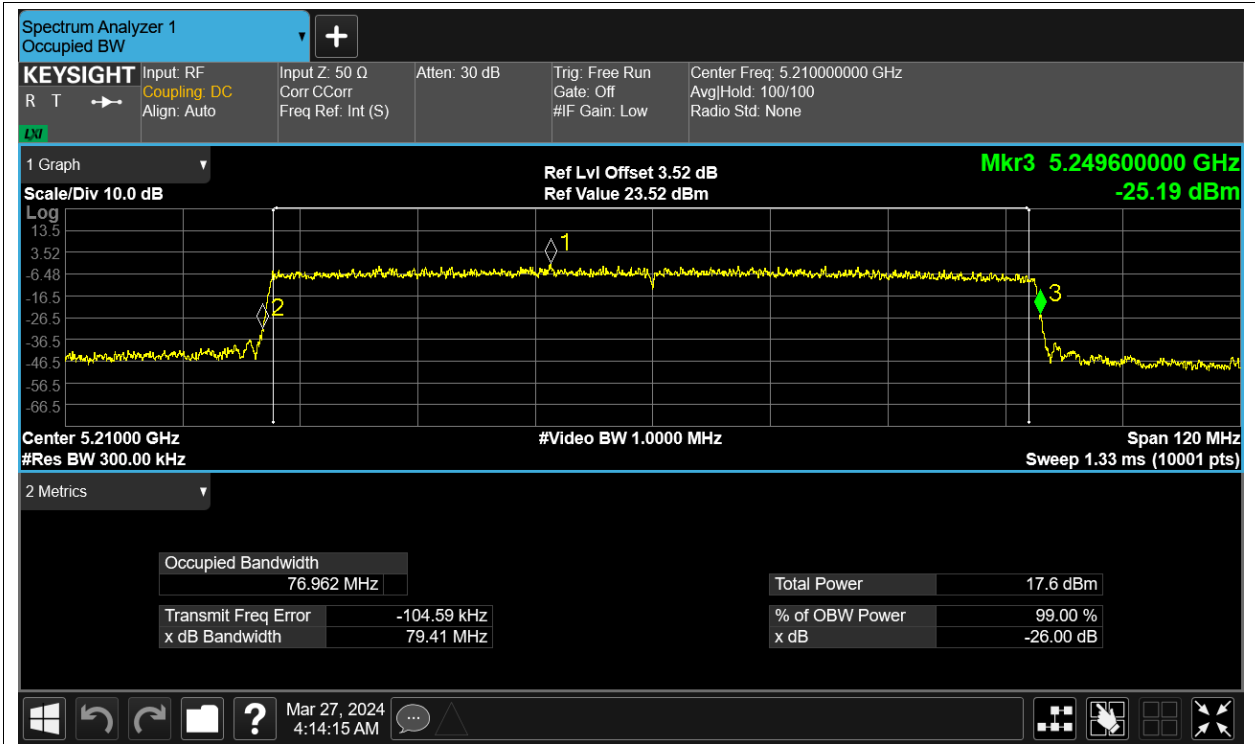 Spectrum Analyzer 1
Occupied BW
KEYSIGHT
R T
LXI
Input: RF
Coupling: DC
Align: Auto
Input Z: 50 Ω
Corr CCorr
Freq Ref: Int (S)
Atten: 30 dB
Trig: Free Run
Gate: Off
#IF Gain: Low
Center Freq: 5.210000000 GHz
Avg|Hold: 100/100
Radio Std: None
1 Graph
Scale/Div 10.0 dB
Ref Lvl Offset 3.52 dB
Ref Value 23.52 dBm
Mkr3 5.249600000 GHz
-25.19 dBm
Log
13.5
3.52
-6.48
-16.5
-26.5
-36.5
-46.5
-56.5
-66.5
1
2
3
Center 5.21000 GHz
#Video BW 1.0000 MHz
Span 120 MHz
#Res BW 300.00 kHz
Sweep 1.33 ms (10001 pts)
2 Metrics
Occupied Bandwidth
76.962 MHz
Transmit Freq Error -104.59 kHz
x dB Bandwidth 79.41 MHz
Total Power 17.6 dBm
% of OBW Power 99.00 %
x dB -26.00 dB
?
Mar 27, 2024
4:14:15 AM